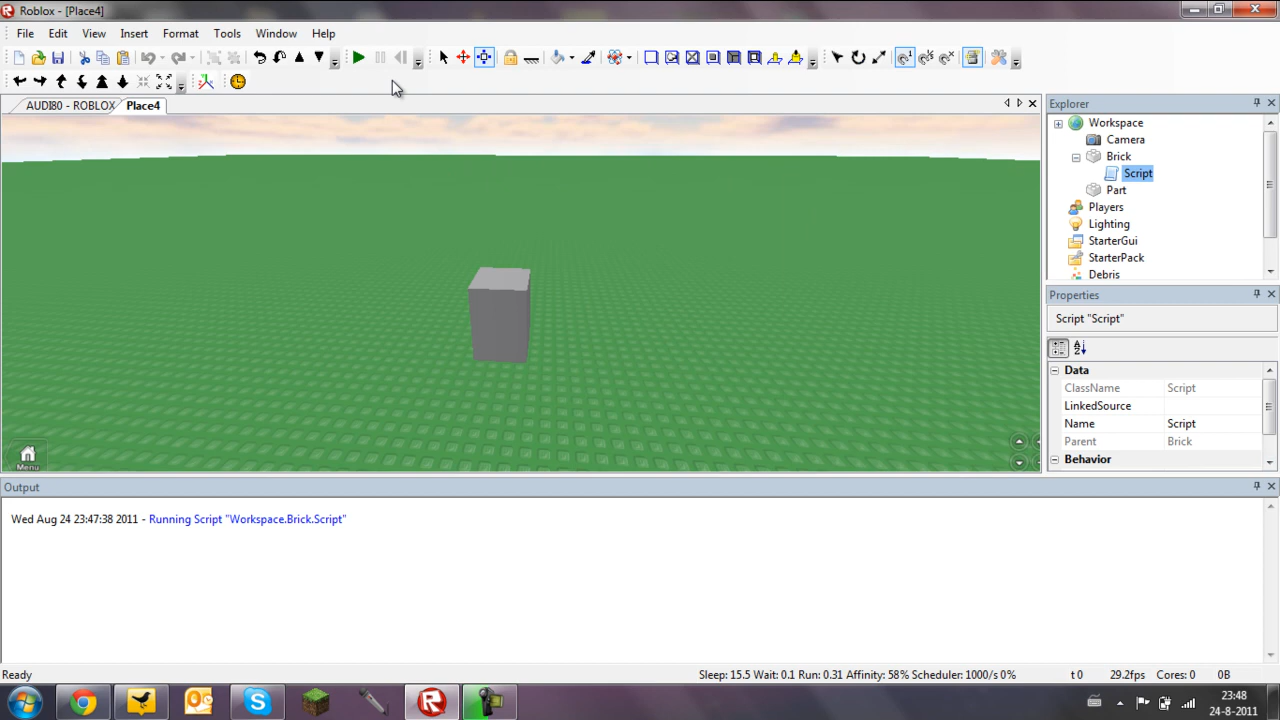 Roblox - [Place4]
File Edit View Insert Format Tools Window Help
AUDI80 - ROBLOX Place4
Explorer
Workspace
Camera
Brick
Script
Part
Players
Lighting
StarterGui
StarterPack
Debris
Properties
Script "Script"
Data
ClassName Script
LinkedSource
Name Script
Parent Brick
Behavior
Menu
Output
Wed Aug 24 23:47:38 2011 - Running Script "Workspace.Brick.Script"
Ready Sleep: 15.5 Wait: 0.1 Run: 0.31 Affinity: 58% Scheduler: 1000/s 0% t 0 29.2fps Cores: 0 0B
23:48
24-8-2011